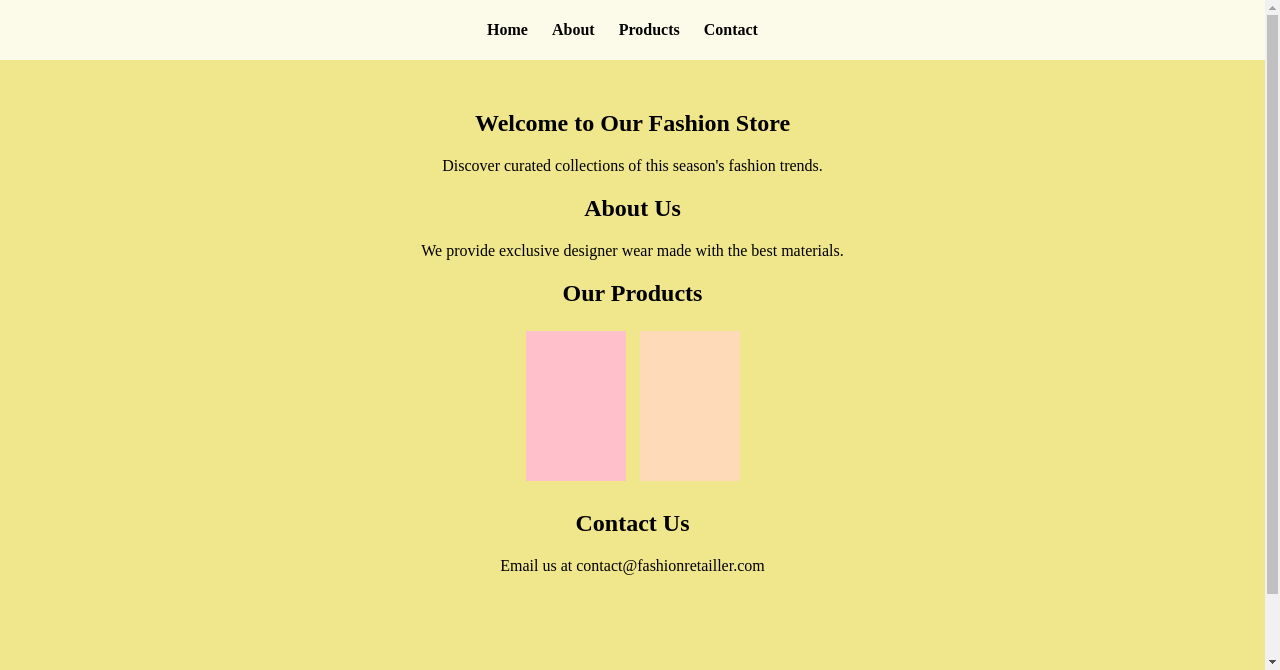 Home About Products Contact
Welcome to Our Fashion Store
Discover curated collections of this season's fashion trends.
About Us
We provide exclusive designer wear made with the best materials.
Our Products
Contact Us
Email us at contact@fashionretailler.com